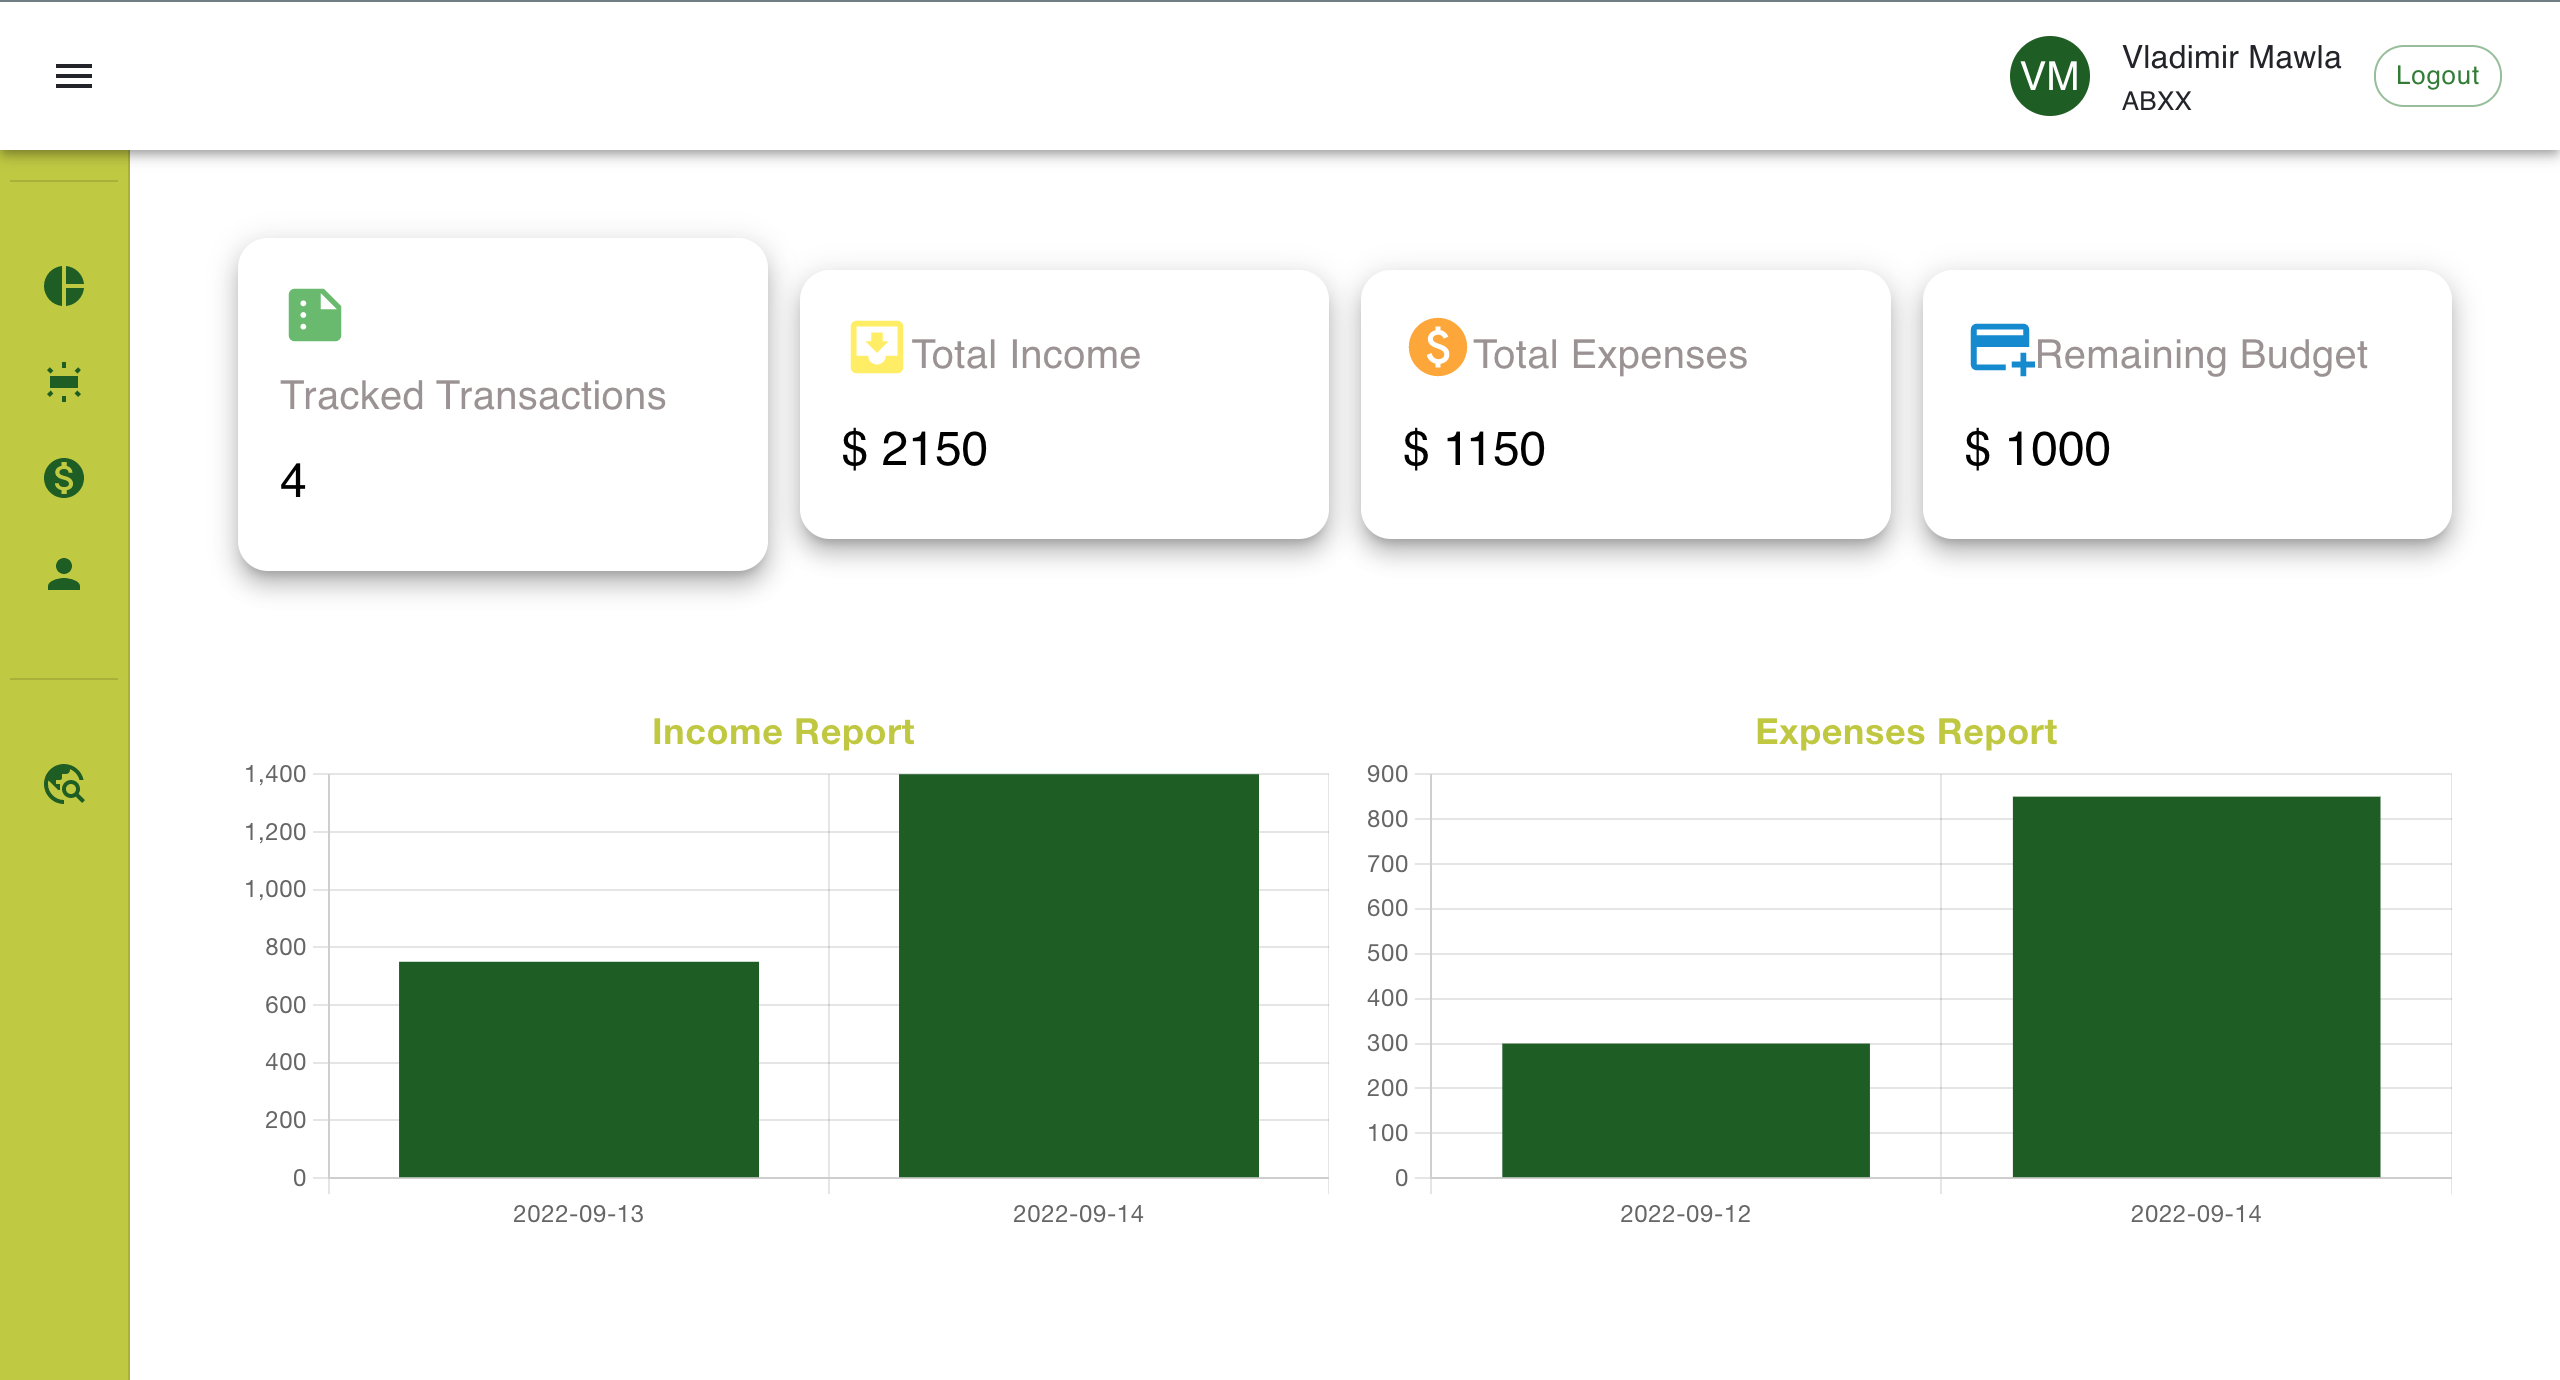 VM
Vladimir Mawla
ABXX
Logout
Tracked Transactions
4
Total Income
$ 2150
Total Expenses
$ 1150
Remaining Budget
$ 1000
Income Report
1,400
1,200
1,000
800
600
400
200
0
2022-09-13 2022-09-14
Expenses Report
900
800
700
600
500
400
300
200
100
0
2022-09-12 2022-09-14